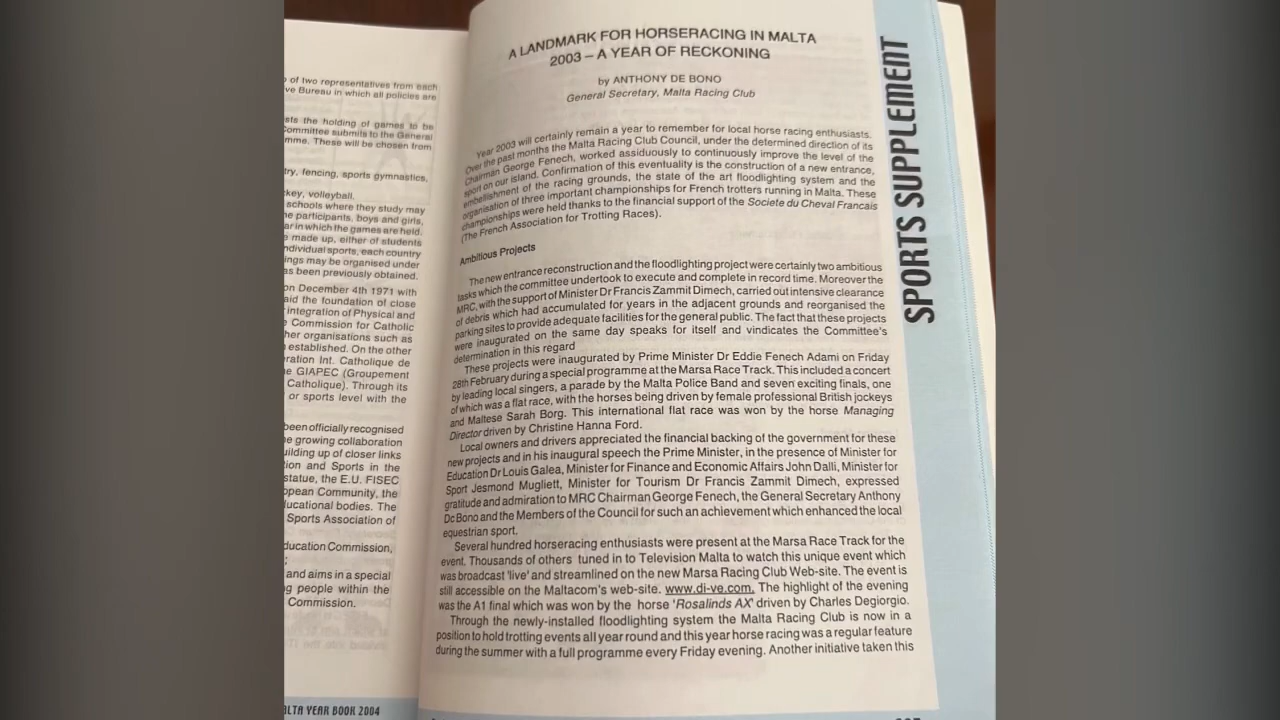 of two representatives from each
ve Bureau in which all policies are
sts the holding of games to be
Committee submits to the General
mme. These will be chosen from
try, fencing, sports gymnastics,
key, volleyball.
schools where they study may
he participants, boys and girls,
ar in which the games are held.
made up, either of students
ndividual sports, each country
ings may be organised under
as been previously obtained.
on December 4th 1971 with
aid the foundation of close
integration of Physical and
Commission for Catholic
her organisations such as
established. On the other
ration Int. Catholique de
e GIAPEC (Groupement
Catholique). Through its
or sports level with the
been officially recognised
he growing collaboration
uilding up of closer links
tion and Sports in the
statue, the E.U. FISEC
opean Community, the
ducational bodies. The
Sports Association of
ducation Commission,
;
and aims in a special
ng people within the
Commission.
ALTA YEAR BOOK 2004
A LANDMARK FOR HORSERACING IN MALTA
2003 – A YEAR OF RECKONING
by ANTHONY DE BONO
General Secretary, Malta Racing Club
Year 2003 will certainly remain a year to remember for local horse racing enthusiasts.
Over the past months the Malta Racing Club Council, under the determined direction of its
Chairman George Fenech, worked assiduously to continuously improve the level of the
sport on our island. Confirmation of this eventuality is the construction of a new entrance,
embellishment of the racing grounds, the state of the art floodlighting system and the
organisation of three important championships for French trotters running in Malta. These
championships were held thanks to the financial support of the Societe du Cheval Francais
(The French Association for Trotting Races).
Ambitious Projects
The new entrance reconstruction and the floodlighting project were certainly two ambitious
tasks which the committee undertook to execute and complete in record time. Moreover the
MRC, with the support of Minister Dr Francis Zammit Dimech, carried out intensive clearance
of debris which had accumulated for years in the adjacent grounds and reorganised the
parking sites to provide adequate facilities for the general public. The fact that these projects
were inaugurated on the same day speaks for itself and vindicates the Committee's
determination in this regard
These projects were inaugurated by Prime Minister Dr Eddie Fenech Adami on Friday
28th February during a special programme at the Marsa Race Track. This included a concert
by leading local singers, a parade by the Malta Police Band and seven exciting finals, one
of which was a flat race, with the horses being driven by female professional British jockeys
and Maltese Sarah Borg. This international flat race was won by the horse Managing
Director driven by Christine Hanna Ford.
Local owners and drivers appreciated the financial backing of the government for these
new projects and in his inaugural speech the Prime Minister, in the presence of Minister for
Education Dr Louis Galea, Minister for Finance and Economic Affairs John Dalli, Minister for
Sport Jesmond Mugliett, Minister for Tourism Dr Francis Zammit Dimech, expressed
gratitude and admiration to MRC Chairman George Fenech, the General Secretary Anthony
Dc Bono and the Members of the Council for such an achievement which enhanced the local
equestrian sport.
Several hundred horseracing enthusiasts were present at the Marsa Race Track for the
event. Thousands of others tuned in to Television Malta to watch this unique event which
was broadcast 'live' and streamlined on the new Marsa Racing Club Web-site. The event is
still accessible on the Maltacom's web-site. www.di-ve.com. The highlight of the evening
was the A1 final which was won by the horse 'Rosalinds AX' driven by Charles Degiorgio.
Through the newly-installed floodlighting system the Malta Racing Club is now in a
position to hold trotting events all year round and this year horse racing was a regular feature
during the summer with a full programme every Friday evening. Another initiative taken this
SPORTS SUPPLEMENT